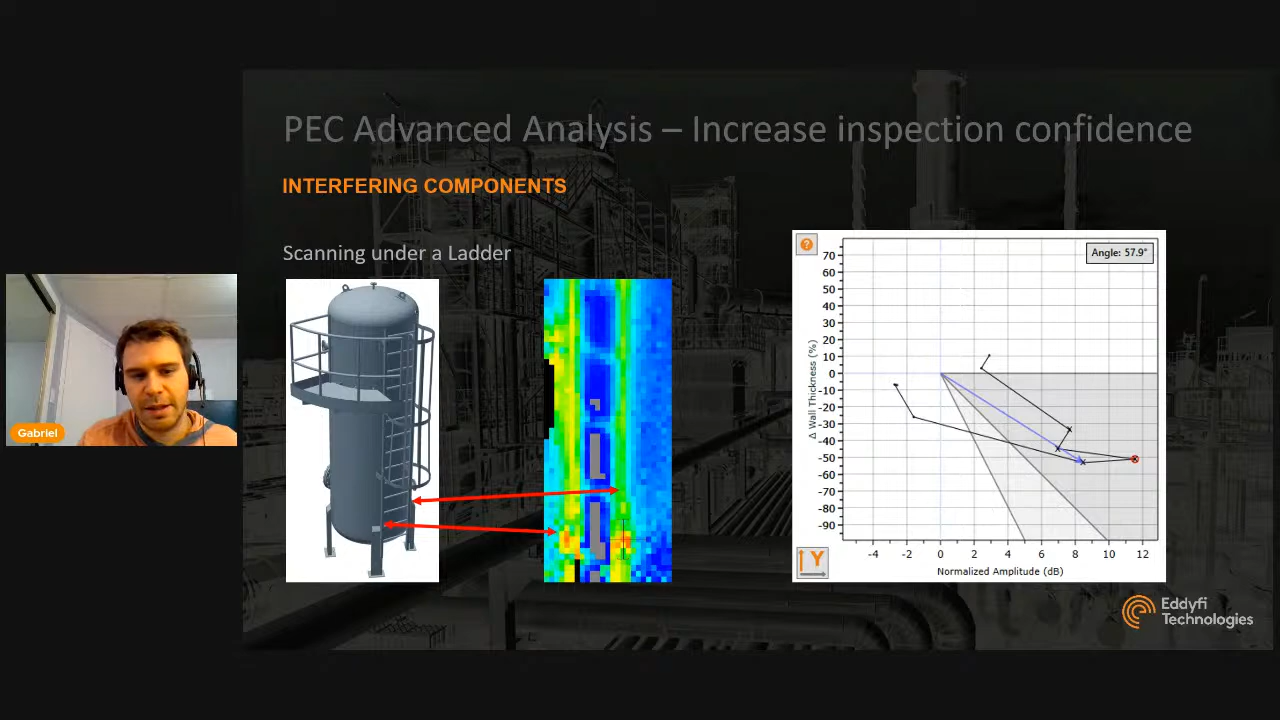 PEC Advanced Analysis – Increase inspection confidence
INTERFERING COMPONENTS
Scanning under a Ladder
Gabriel
?
Angle: 57.9°
70
60
50
40
30
20
10
0
-10
-20
-30
-40
-50
-60
-70
-80
-90
Δ Wall Thickness (%)
-4 -2 0 2 4 6 8 10 12
Normalized Amplitude (dB)
Y
Eddyfi
Technologies